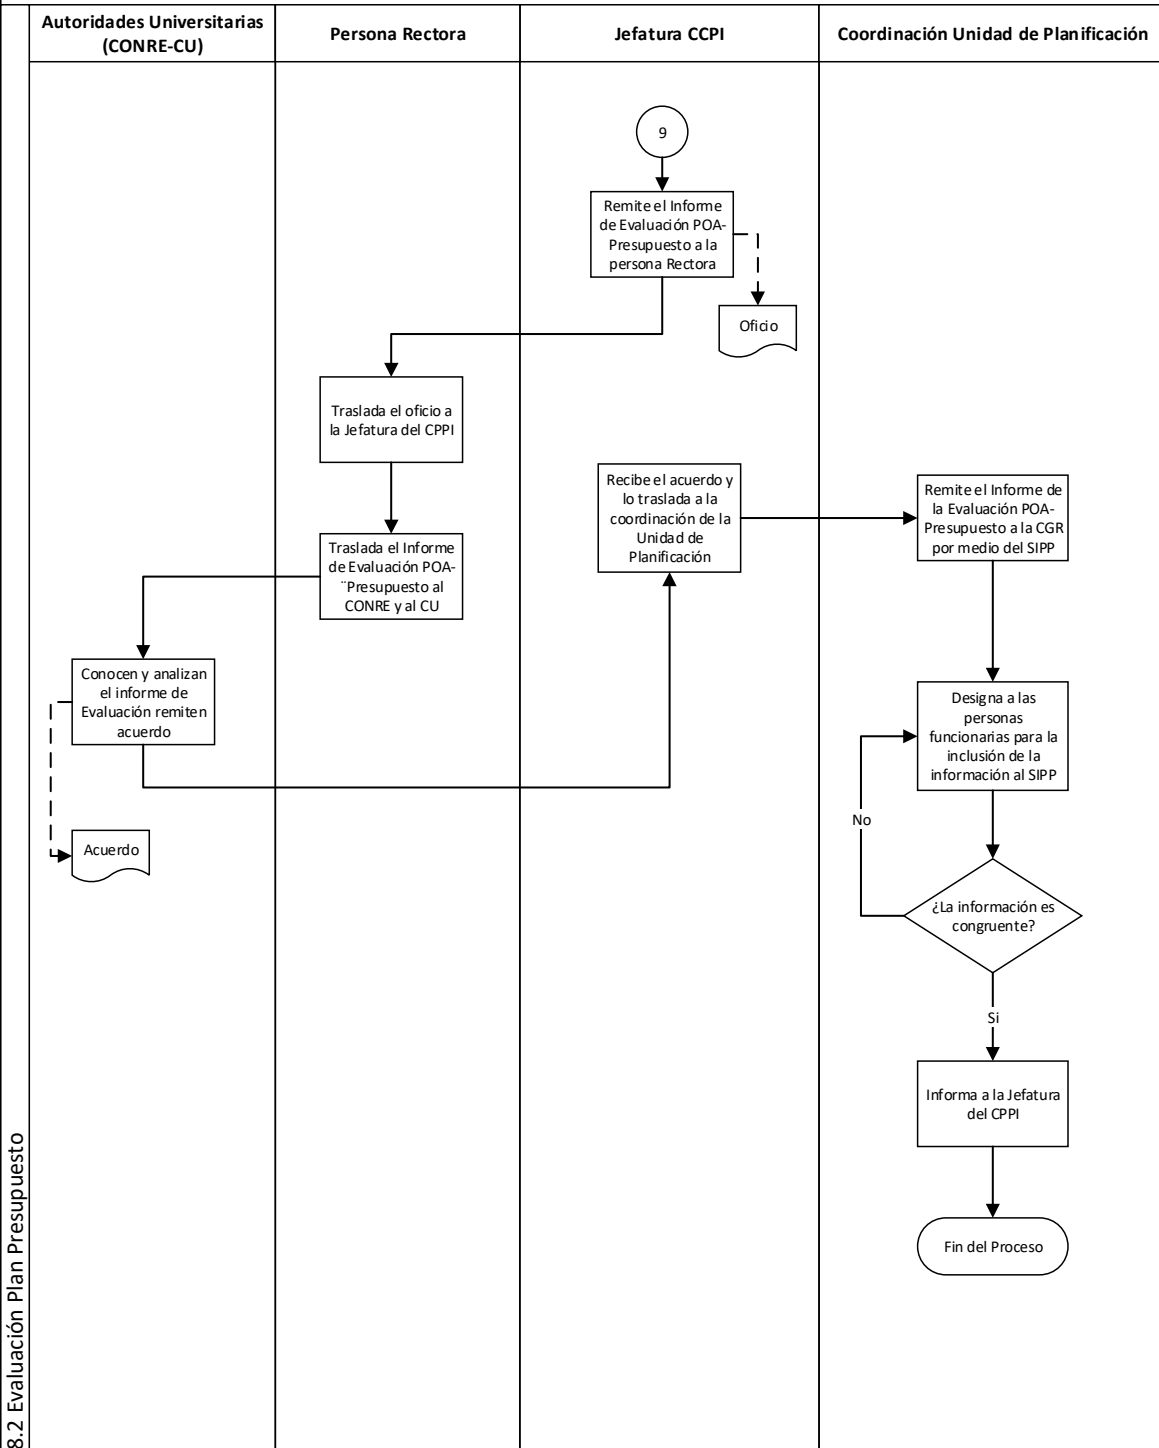 Autoridades Universitarias
(CONRE-CU)
Persona Rectora
Jefatura CCPI
Coordinación Unidad de Planificación
9
Remite el Informe
de Evaluación POA-
Presupuesto a la
persona Rectora
Oficio
Traslada el oficio a
la Jefatura del CPPI
Traslada el Informe
de Evaluación POA-
¨Presupuesto al
CONRE y al CU
Conocen y analizan
el informe de
Evaluación remiten
acuerdo
Acuerdo
Recibe el acuerdo y
lo traslada a la
coordinación de la
Unidad de
Planificación
Remite el Informe de
la Evaluación POA-
Presupuesto a la CGR
por medio del SIPP
Designa a las
personas
funcionarias para la
inclusión de la
información al SIPP
No
¿La información es
congruente?
Si
Informa a la Jefatura
del CPPI
Fin del Proceso
8.2 Evaluación Plan Presupuesto